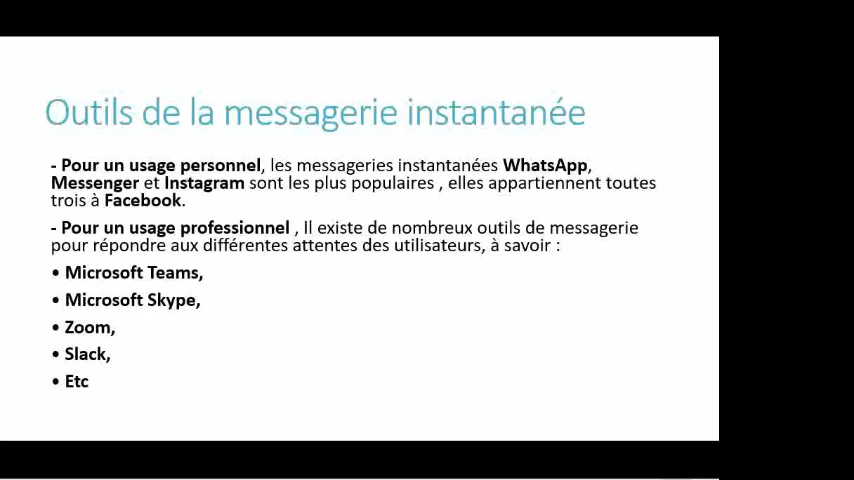 Outils de la messagerie instantanée
- Pour un usage personnel, les messageries instantanées WhatsApp,
Messenger et Instagram sont les plus populaires , elles appartiennent toutes
trois à Facebook.
- Pour un usage professionnel , Il existe de nombreux outils de messagerie
pour répondre aux différentes attentes des utilisateurs, à savoir :
• Microsoft Teams,
• Microsoft Skype,
• Zoom,
• Slack,
• Etc